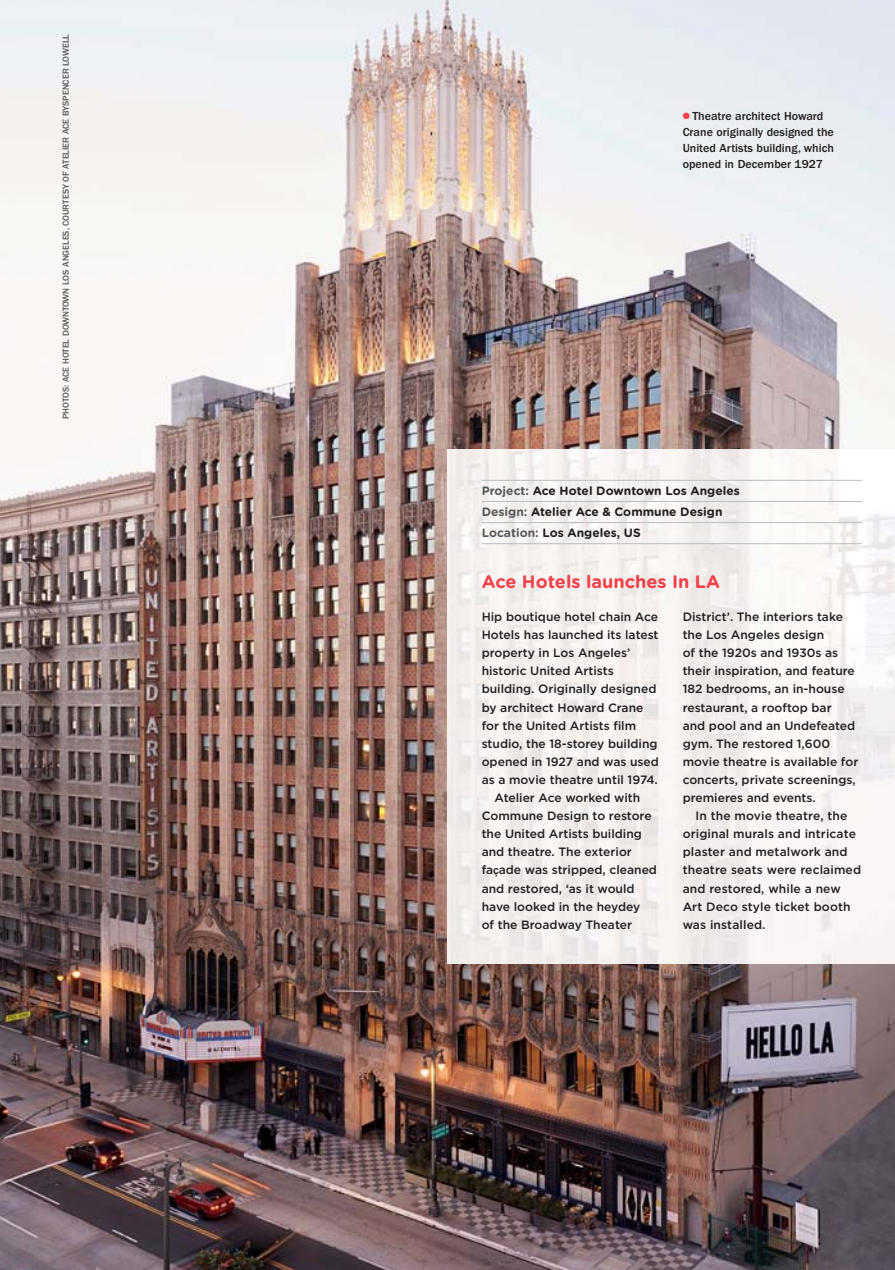 PHOTOS: ACE HOTEL DOWNTOWN LOS ANGELES, COURTESY OF ATELIER ACE BYSPENCER LOWELL
● Theatre architect Howard
Crane originally designed the
United Artists building, which
opened in December 1927
Project: Ace Hotel Downtown Los Angeles
Design: Atelier Ace & Commune Design
Location: Los Angeles, US
Ace Hotels launches In LA
Hip boutique hotel chain Ace
Hotels has launched its latest
property in Los Angeles’
historic United Artists
building. Originally designed
by architect Howard Crane
for the United Artists film
studio, the 18-storey building
opened in 1927 and was used
as a movie theatre until 1974.
Atelier Ace worked with
Commune Design to restore
the United Artists building
and theatre. The exterior
façade was stripped, cleaned
and restored, ‘as it would
have looked in the heydey
of the Broadway Theater
District’. The interiors take
the Los Angeles design
of the 1920s and 1930s as
their inspiration, and feature
182 bedrooms, an in-house
restaurant, a rooftop bar
and pool and an Undefeated
gym. The restored 1,600
movie theatre is available for
concerts, private screenings,
premieres and events.
In the movie theatre, the
original murals and intricate
plaster and metalwork and
theatre seats were reclaimed
and restored, while a new
Art Deco style ticket booth
was installed.
UNITED ARTISTS
UNITED ARTISTS
@ACEHOTEL
HELLO LA
HERE